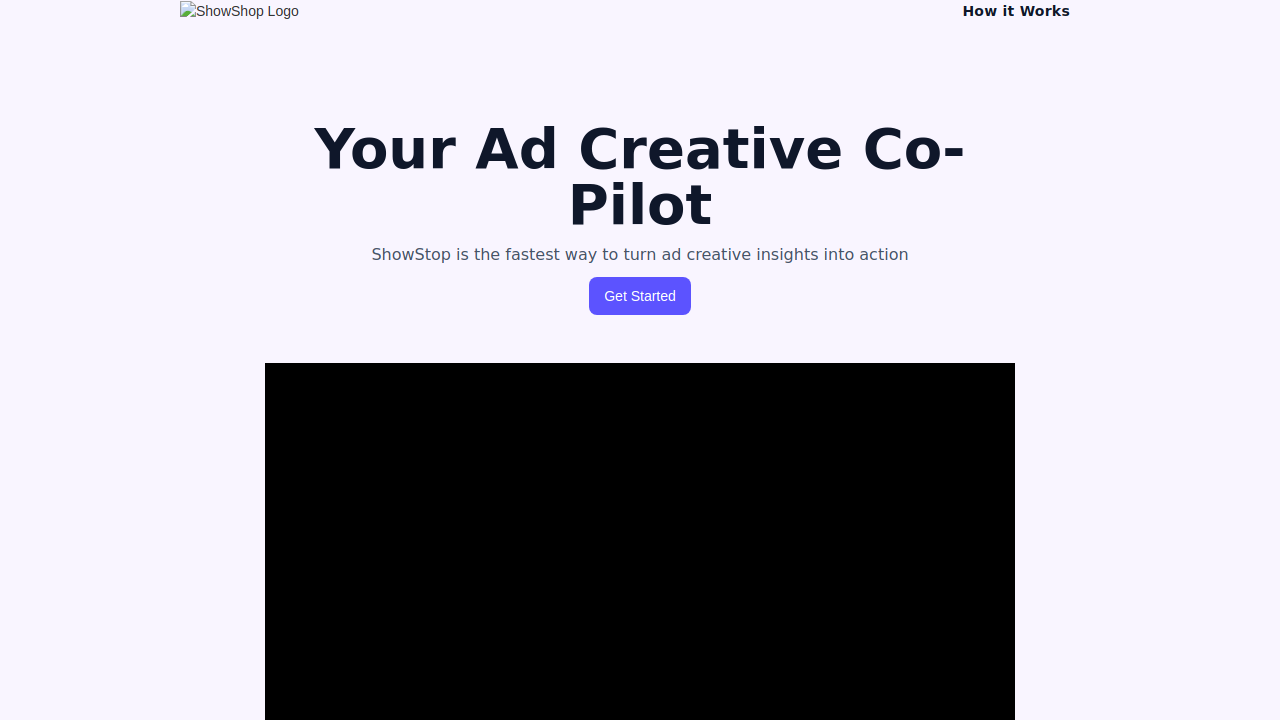 ShowShop Logo
How it Works
Your Ad Creative Co-
Pilot
ShowStop is the fastest way to turn ad creative insights into action
Get Started